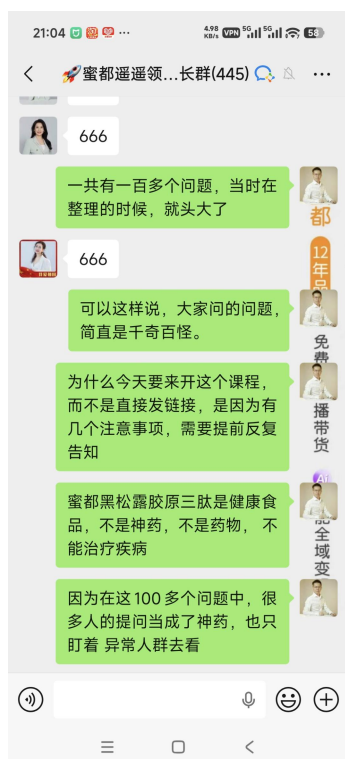 21:04 ··· 4.98 KB/s VPN 5G 5G 58
🚀蜜都遥遥领...长群(445) ···
666
一共有一百多个问题，当时在
整理的时候，就头大了
都
666
12
年
可以这样说，大家问的问题，
简直是千奇百怪。
免
费
为什么今天要来开这个课程，
而不是直接发链接，是因为有
几个注意事项，需要提前反复
告知
播
带
货
Ai
蜜都黑松露胶原三肽是健康食
品，不是神药，不是药物， 不
能治疗疾病
全
域
变
因为在这100多个问题中，很
多人的提问当成了神药，也只
盯着 异常人群去看